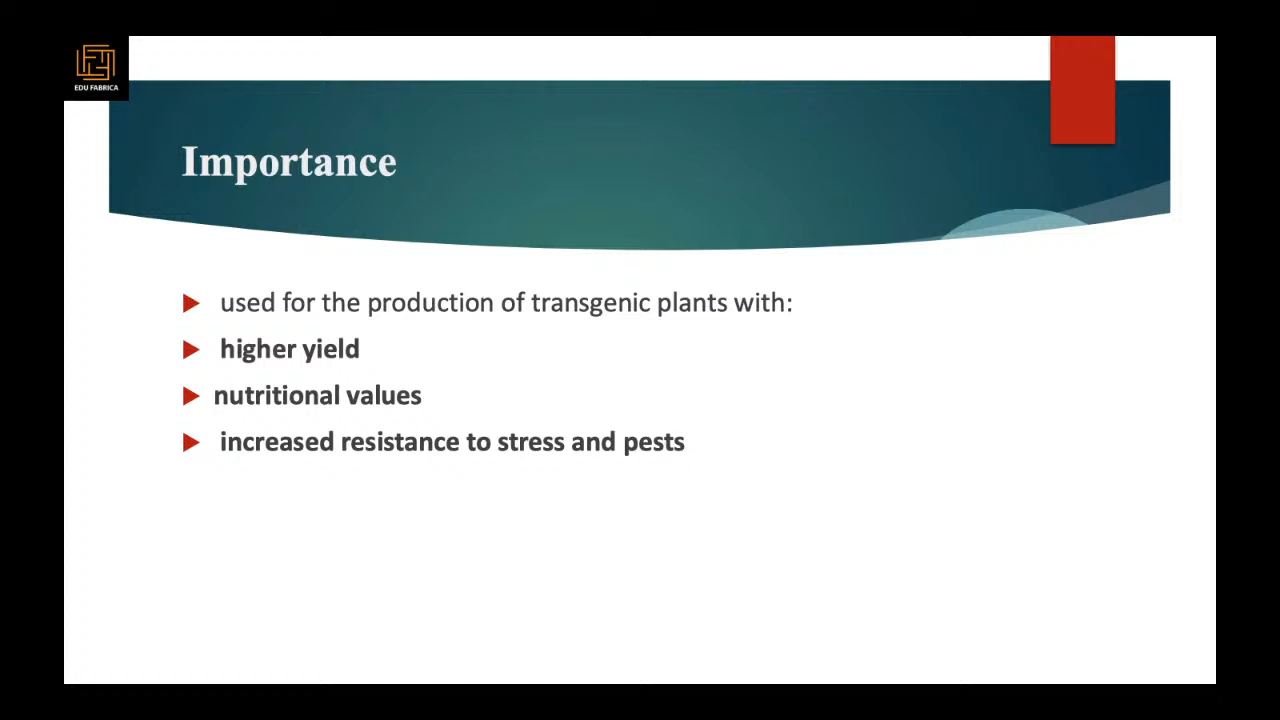 EDU FABRICA
Importance
used for the production of transgenic plants with:
higher yield
nutritional values
increased resistance to stress and pests